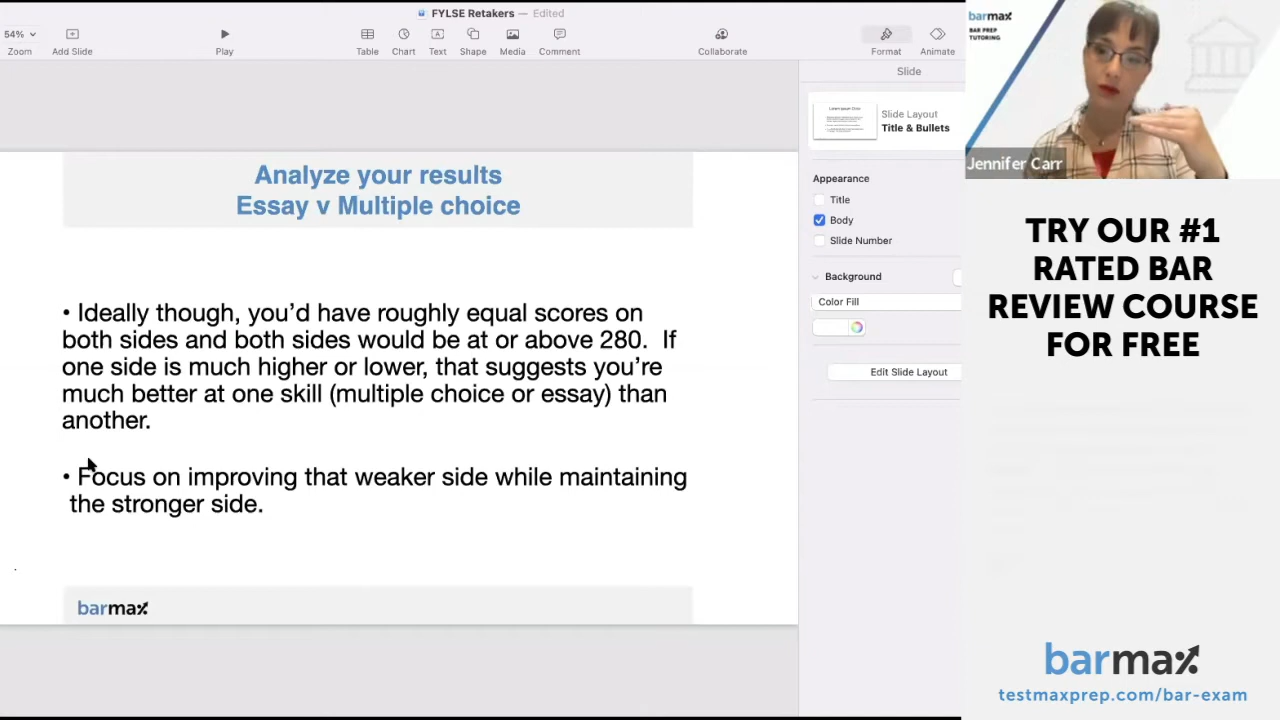 FYLSE Retakers — Edited
54%
Zoom
Add Slide
Play
Table
Chart
Text
Shape
Media
Comment
Collaborate
Format
Animate
Slide
Slide Layout
Title & Bullets
Appearance
Title
Body
Slide Number
Background
Color Fill
Edit Slide Layout
Analyze your results
Essay v Multiple choice
• Ideally though, you’d have roughly equal scores on
both sides and both sides would be at or above 280. If
one side is much higher or lower, that suggests you’re
much better at one skill (multiple choice or essay) than
another.
• Focus on improving that weaker side while maintaining
the stronger side.
barmax
barmax
BAR PREP
TUTORING
Jennifer Carr
TRY OUR #1
RATED BAR
REVIEW COURSE
FOR FREE
barmax
testmaxprep.com/bar-exam